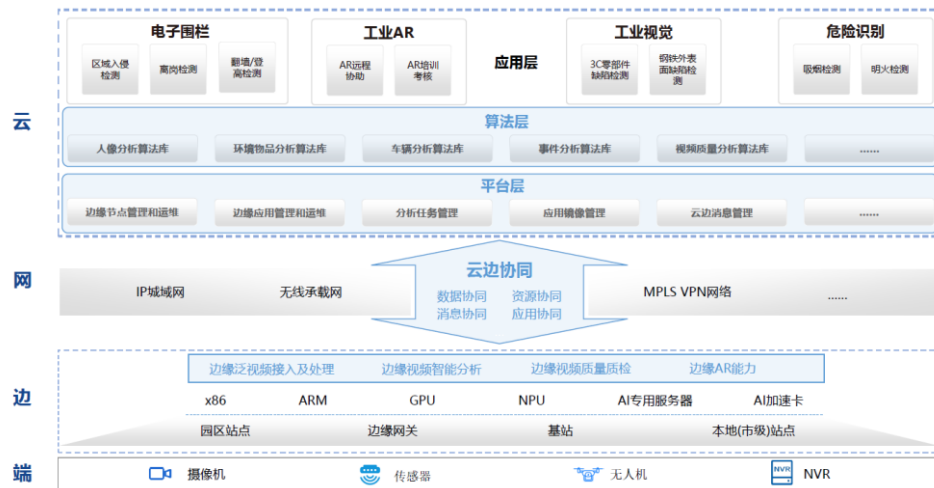 云
电子围栏
区域入侵
检测
离岗检测
翻墙/登
高检测
工业AR
AR远程
协助
AR培训
考核
应用层
工业视觉
3C零部件
缺陷检测
钢铁外表
面缺陷检
测
危险识别
吸烟检测
明火检测
算法层
人像分析算法库
环境物品分析算法库
车辆分析算法库
事件分析算法库
视频质量分析算法库
......
平台层
边缘节点管理和运维
边缘应用管理和运维
分析任务管理
应用镜像管理
云边消息管理
......
网
IP城域网
无线承载网
云边协同
数据协同 资源协同
消息协同 应用协同
MPLS VPN网络
......
边
边缘泛视频接入及处理
边缘视频智能分析
边缘视频质量质检
边缘AR能力
x86
ARM
GPU
NPU
AI专用服务器
AI加速卡
园区站点
边缘网关
基站
本地(市级)站点
端
摄像机
传感器
无人机
NVR
NVR